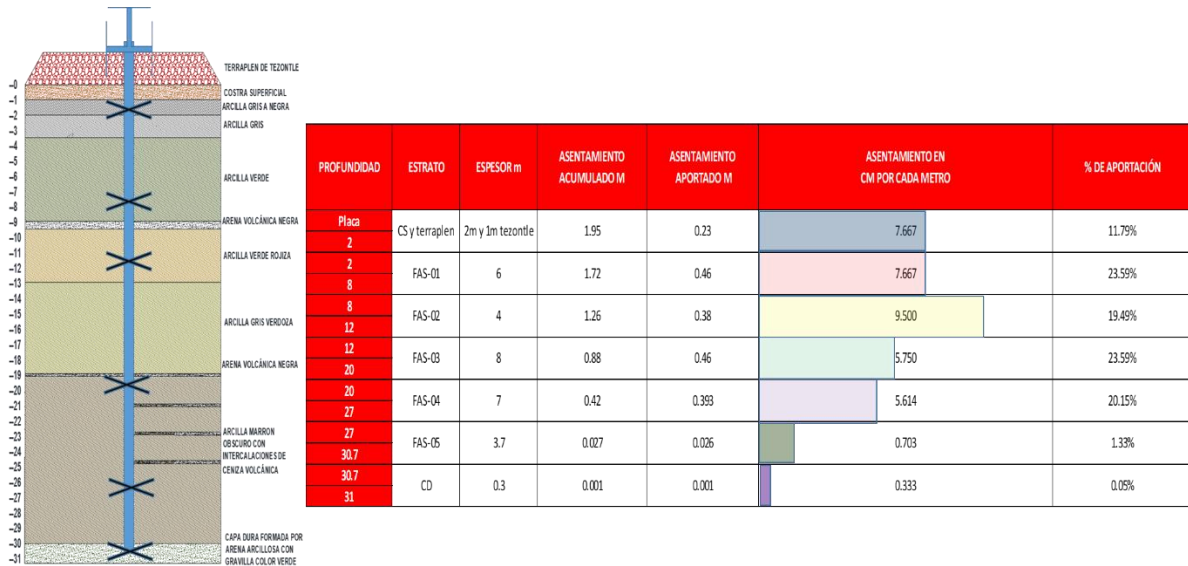 TERRAPLEN DE TEZONTLE
–0
COSTRA SUPERFICIAL
–1
ARCILLA GRIS A NEGRA
–2
ARCILLA GRIS
–3
–4
–5
–6
ARCILLA VERDE
–7
–8
ARENA VOLCÁNICA NEGRA
–9
–10
ARCILLA VERDE ROJIZA
–11
–12
–13
–14
–15
ARCILLA GRIS VERDOZA
–16
–17
–18
ARENA VOLCÁNICA NEGRA
–19
–20
–21
–22
ARCILLA MARRON
–23
OBSCURO CON
–24
INTERCALACIONES DE
–25
CENIZA VOLCÁNICA
–26
–27
–28
–29
CAPA DURA FORMADA POR
–30
ARENA ARCILLOSA CON
–31
GRAVILLA COLOR VERDE
PROFUNDIDAD ESTRATO ESPESOR m ASENTAMIENTO ACUMULADO M ASENTAMIENTO APORTADO M ASENTAMIENTO EN CM POR CADA METRO % DE APORTACIÓN
Placa
CS y terraplen 2m y 1m tezontle 1.95 0.23 7.667 11.79%
2
2
FAS-01 6 1.72 0.46 7.667 23.59%
8
8
FAS-02 4 1.26 0.38 9.500 19.49%
12
12
FAS-03 8 0.88 0.46 5.750 23.59%
20
20
FAS-04 7 0.42 0.393 5.614 20.15%
27
27
FAS-05 3.7 0.027 0.026 0.703 1.33%
30.7
30.7
CD 0.3 0.001 0.001 0.333 0.05%
31